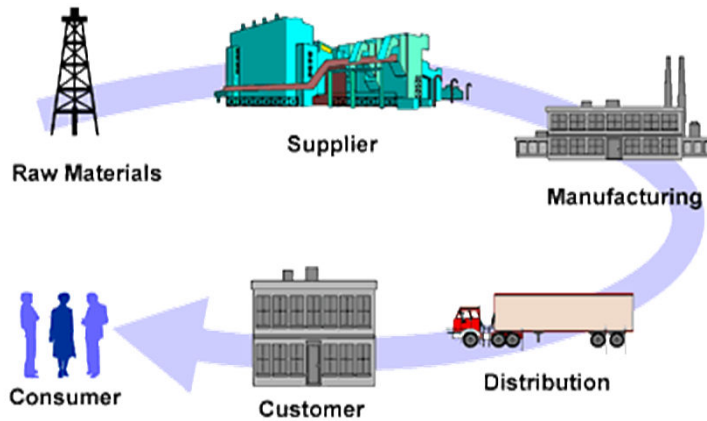 Raw Materials
Supplier
Manufacturing
Distribution
Customer
Consumer